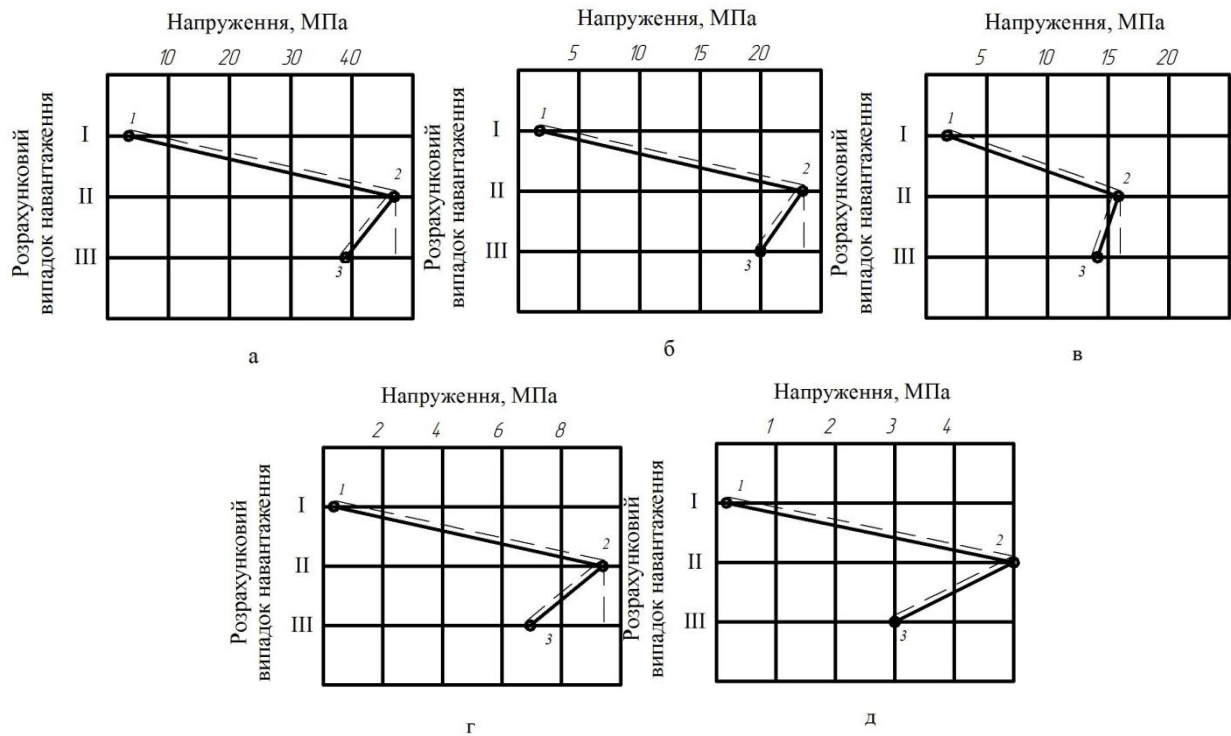 Напруження, МПа
10 20 30 40
Розрахунковий
випадок навантаження
I
II
III
1
2
3
а
Напруження, МПа
5 10 15 20
Розрахунковий
випадок навантаження
I
II
III
1
2
3
б
Напруження, МПа
5 10 15 20
Розрахунковий
випадок навантаження
I
II
III
1
2
3
в
Напруження, МПа
2 4 6 8
Розрахунковий
випадок навантаження
I
II
III
1
2
3
г
Напруження, МПа
1 2 3 4
Розрахунковий
випадок навантаження
I
II
III
1
2
3
д